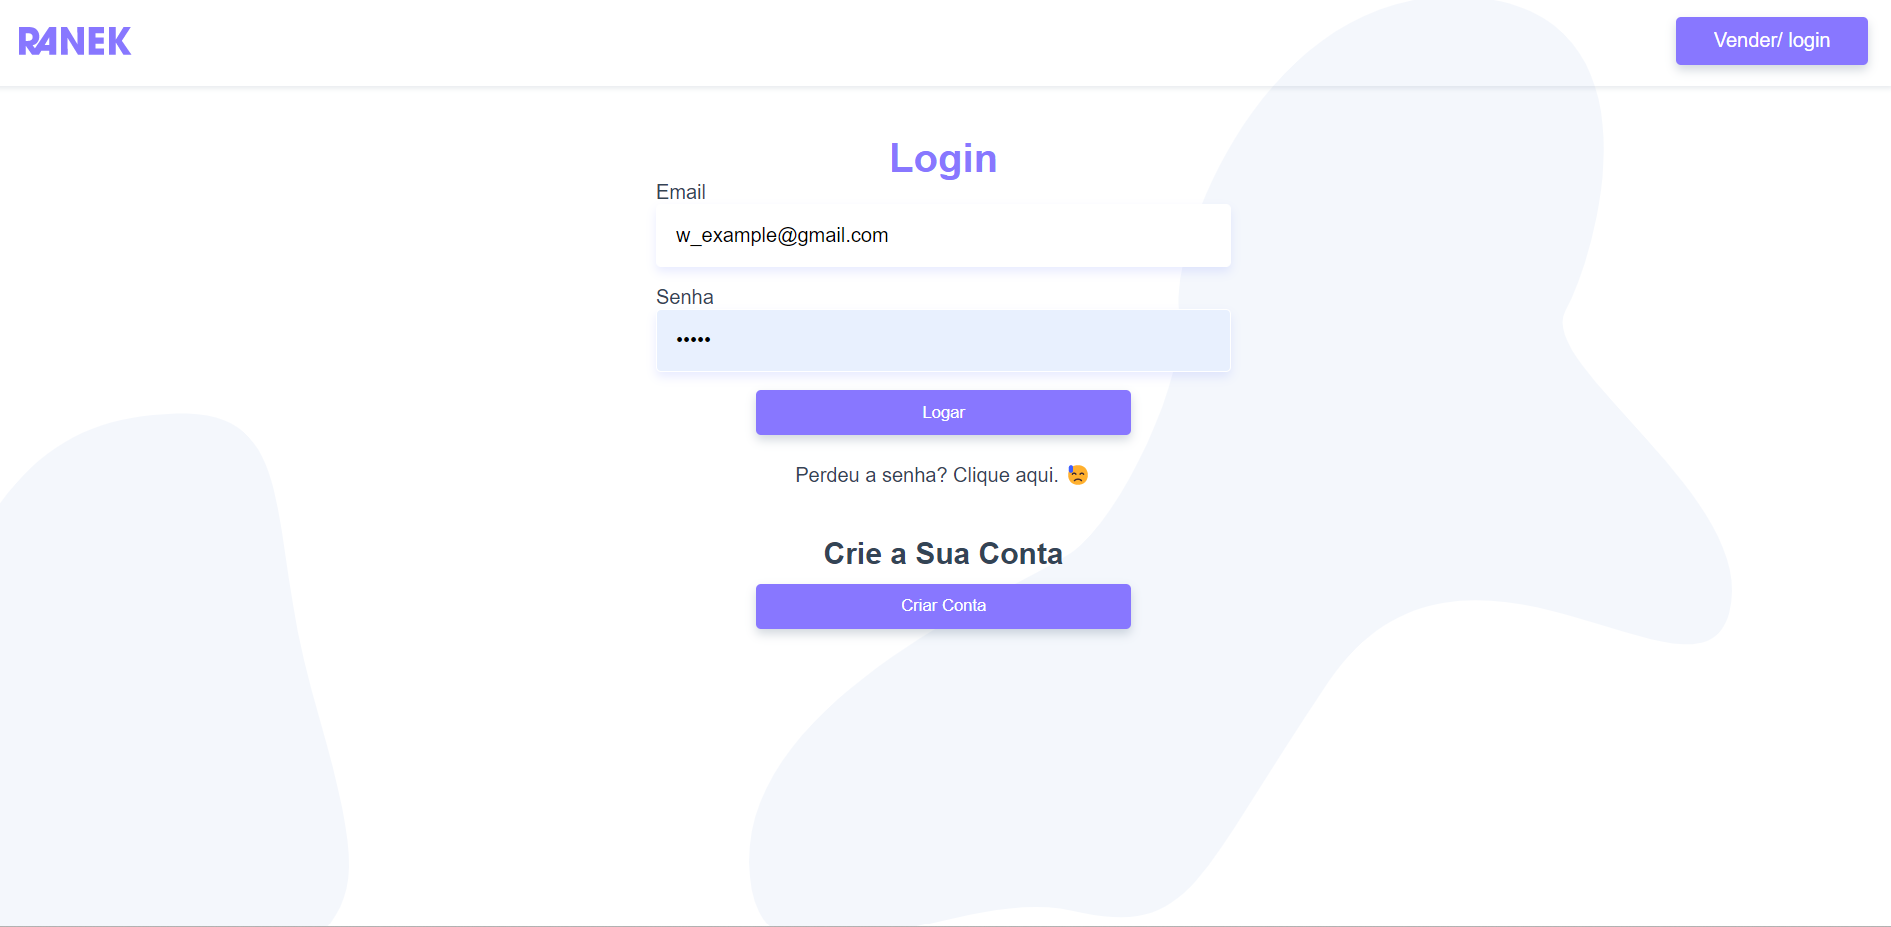 RANEK
Vender/ login
Login
Email
w_example@gmail.com
Senha
•••••
Logar
Perdeu a senha? Clique aqui. 😓
Crie a Sua Conta
Criar Conta